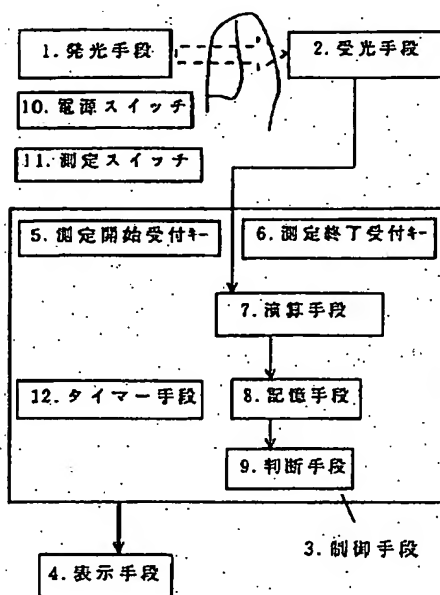 1. 発光手段
2. 受光手段
10. 電源スイッチ
11. 測定スイッチ
5. 測定開始受付キー
6. 測定終了受付キー
7. 演算手段
12. タイマー手段
8. 記憶手段
9. 判断手段
3. 制御手段
4. 表示手段